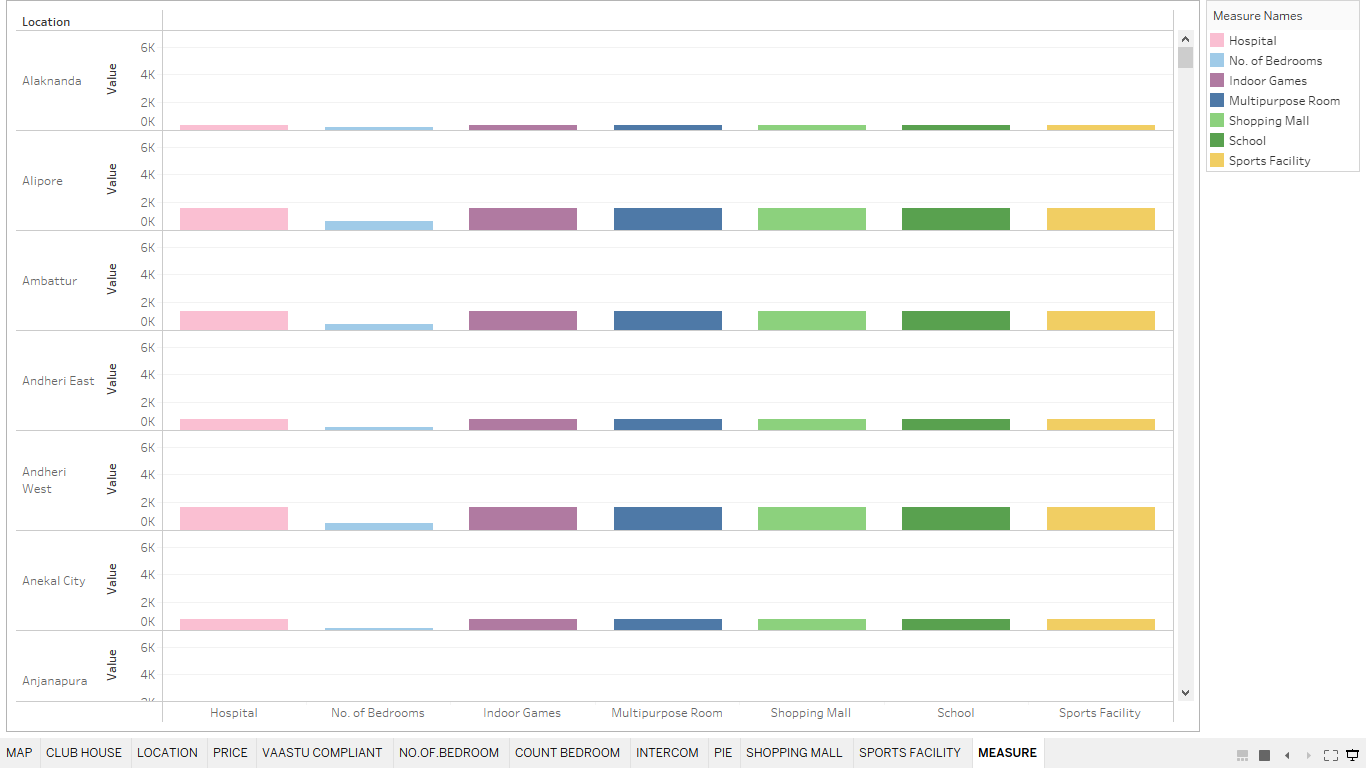 Location
Measure Names
Hospital
No. of Bedrooms
Indoor Games
Multipurpose Room
Shopping Mall
School
Sports Facility
Alaknanda
Value
6K
4K
2K
0K
Alipore
Value
6K
4K
2K
0K
Ambattur
Value
6K
4K
2K
0K
Andheri East
Value
6K
4K
2K
0K
Andheri
West
Value
6K
4K
2K
0K
Anekal City
Value
6K
4K
2K
0K
Anjanapura
Value
6K
4K
2K
Hospital No. of Bedrooms Indoor Games Multipurpose Room Shopping Mall School Sports Facility
MAP CLUB HOUSE LOCATION PRICE VAASTU COMPLIANT NO.OF.BEDROOM COUNT BEDROOM INTERCOM PIE SHOPPING MALL SPORTS FACILITY MEASURE